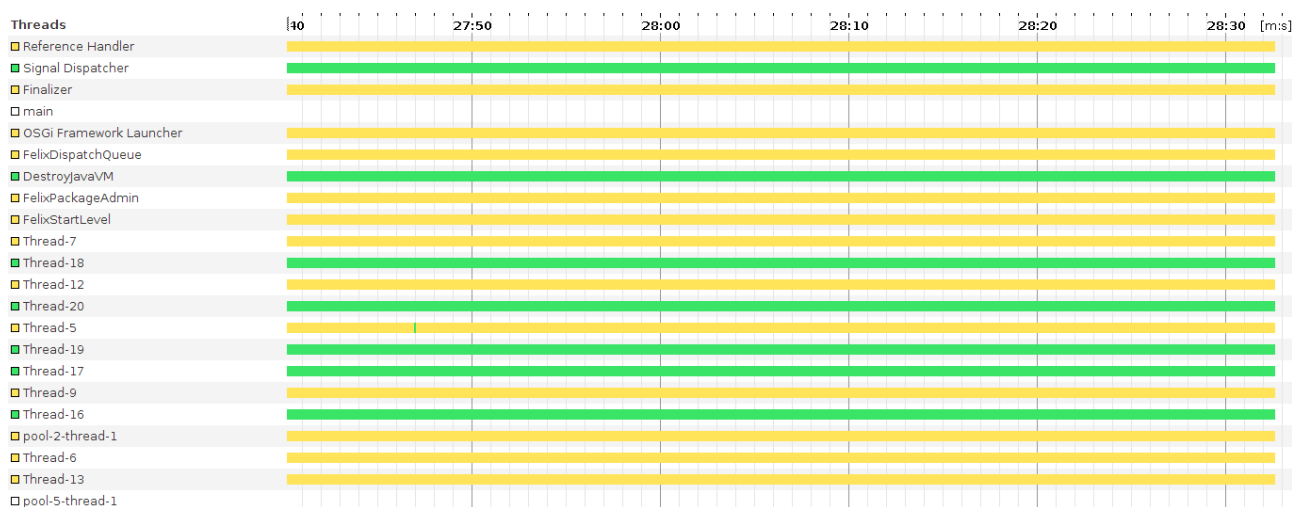 Threads 40 27:50 28:00 28:10 28:20 28:30 [m:s]
Reference Handler
Signal Dispatcher
Finalizer
main
OSGi Framework Launcher
FelixDispatchQueue
DestroyJavaVM
FelixPackageAdmin
FelixStartLevel
Thread-7
Thread-18
Thread-12
Thread-20
Thread-5
Thread-19
Thread-17
Thread-9
Thread-16
pool-2-thread-1
Thread-6
Thread-13
pool-5-thread-1